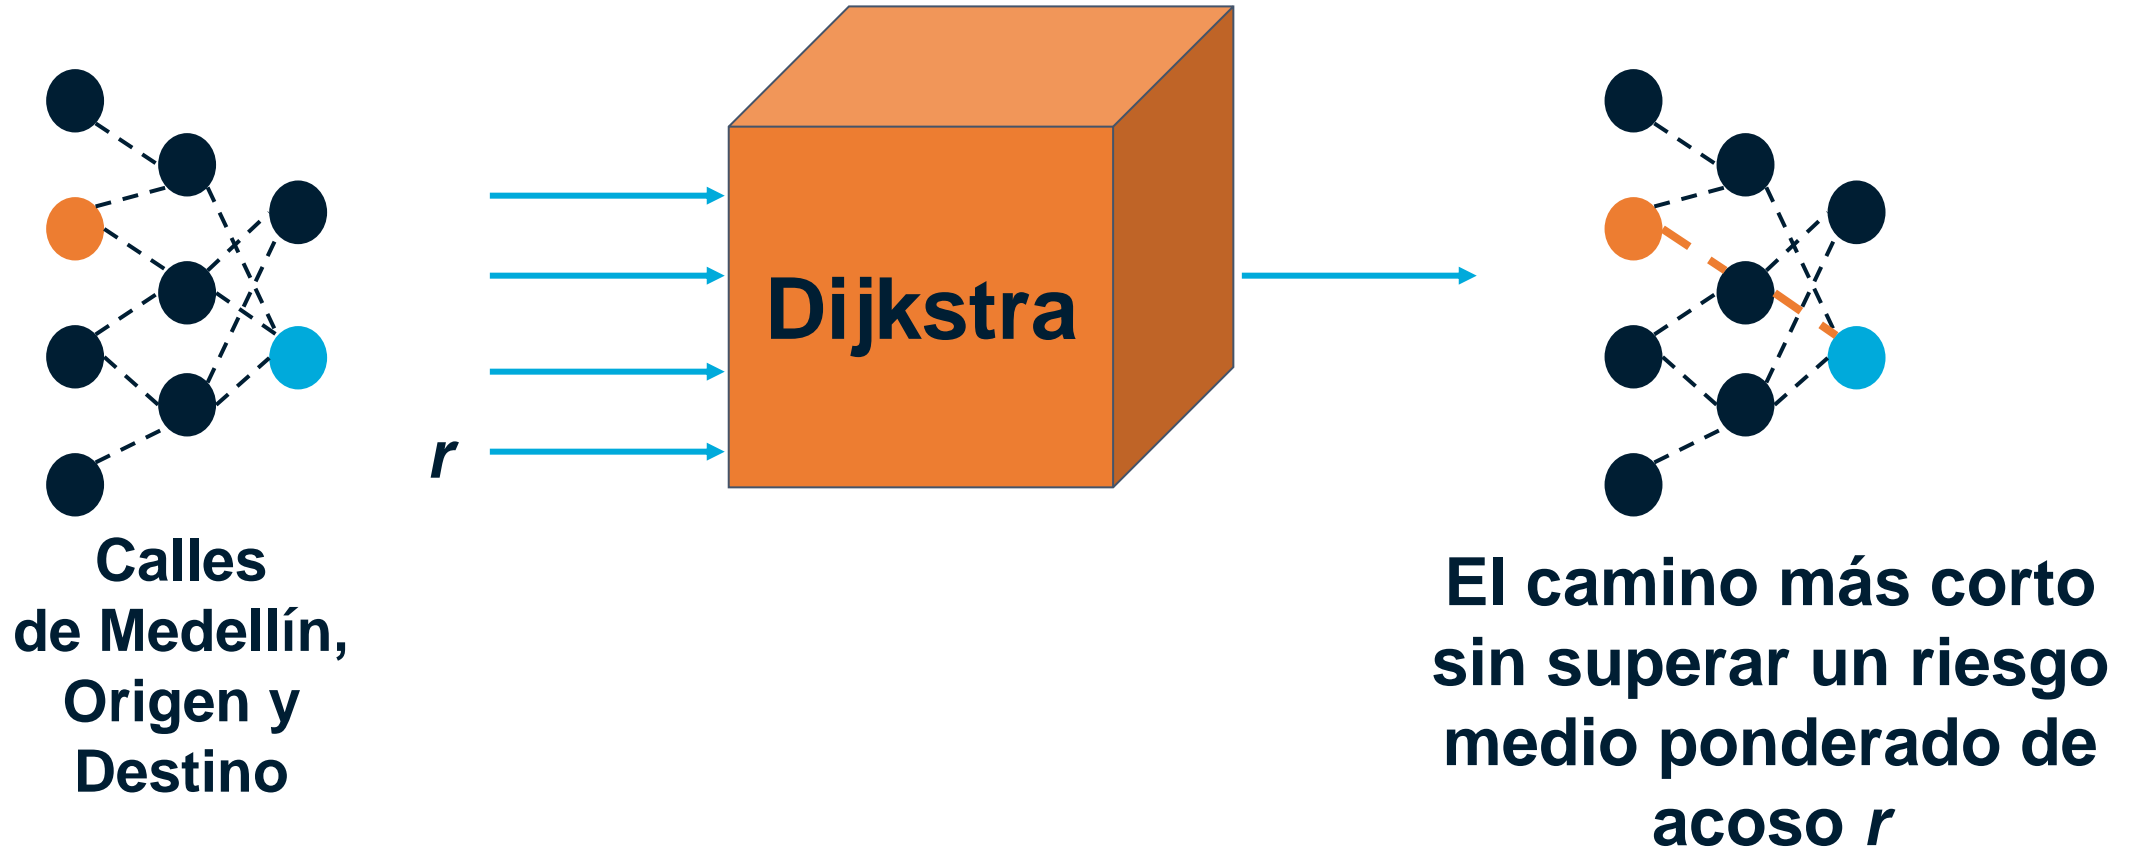 Dijkstra
r
Calles
de Medellín,
Origen y
Destino
El camino más corto
sin superar un riesgo
medio ponderado de
acoso r